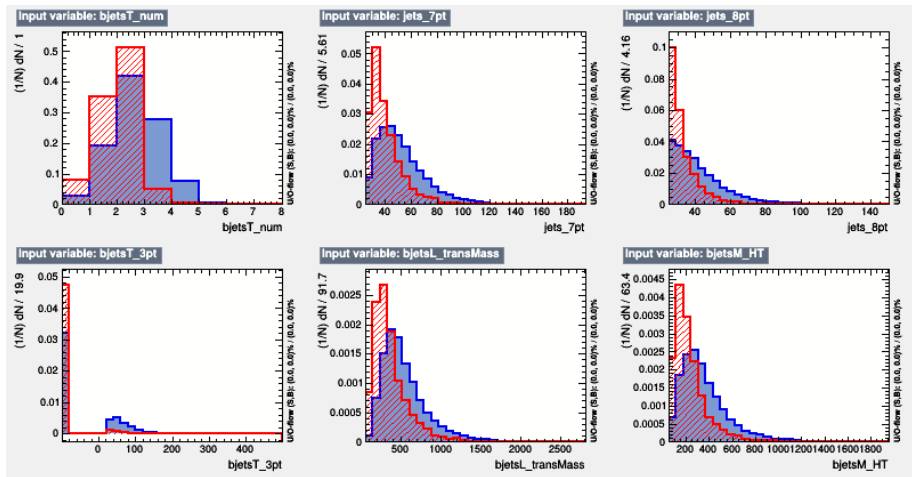 Input variable: bjetsT_num
(1/N) dN / 1
0.5
0.4
0.3
0.2
0.1
0
0 1 2 3 4 5 6 7 8
bjetsT_num
U/O-flow (S,B): (0.0, 0.0)% / (0.0, 0.0)%
Input variable: jets_7pt
(1/N) dN / 5.61
0.05
0.04
0.03
0.02
0.01
0
40 60 80 100 120 140 160 180
jets_7pt
U/O-flow (S,B): (0.0, 0.0)% / (0.0, 0.0)%
Input variable: jets_8pt
(1/N) dN / 4.16
0.1
0.08
0.06
0.04
0.02
0
40 60 80 100 120 140
jets_8pt
U/O-flow (S,B): (0.0, 0.0)% / (0.0, 0.0)%
Input variable: bjetsT_3pt
(1/N) dN / 19.9
0.05
0.04
0.03
0.02
0.01
0
0 100 200 300 400
bjetsT_3pt
U/O-flow (S,B): (0.0, 0.0)% / (0.0, 0.0)%
Input variable: bjetsL_transMass
(1/N) dN / 91.7
0.0025
0.002
0.0015
0.001
0.0005
0
500 1000 1500 2000 2500
bjetsL_transMass
U/O-flow (S,B): (0.0, 0.0)% / (0.0, 0.0)%
Input variable: bjetsM_HT
(1/N) dN / 63.4
0.0045
0.004
0.0035
0.003
0.0025
0.002
0.0015
0.001
0.0005
0
200 400 600 800 1000 1200 1400 1600 1800
bjetsM_HT
U/O-flow (S,B): (0.0, 0.0)% / (0.0, 0.0)%